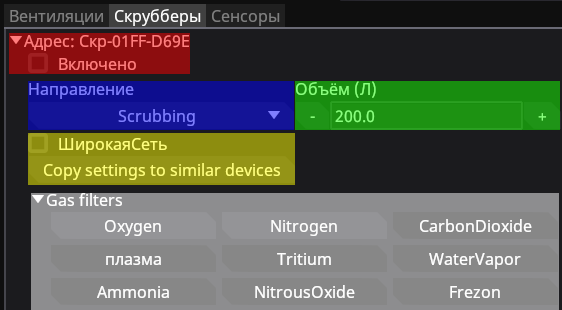 Вентиляции Скрубберы Сенсоры
Адрес: Скр-01FF-D69E
Включено
Направление Объём (Л)
Scrubbing - 200.0 +
ШирокаяСеть
Copy settings to similar devices
Gas filters
Oxygen Nitrogen CarbonDioxide
плазма Tritium WaterVapor
Ammonia NitrousOxide Frezon